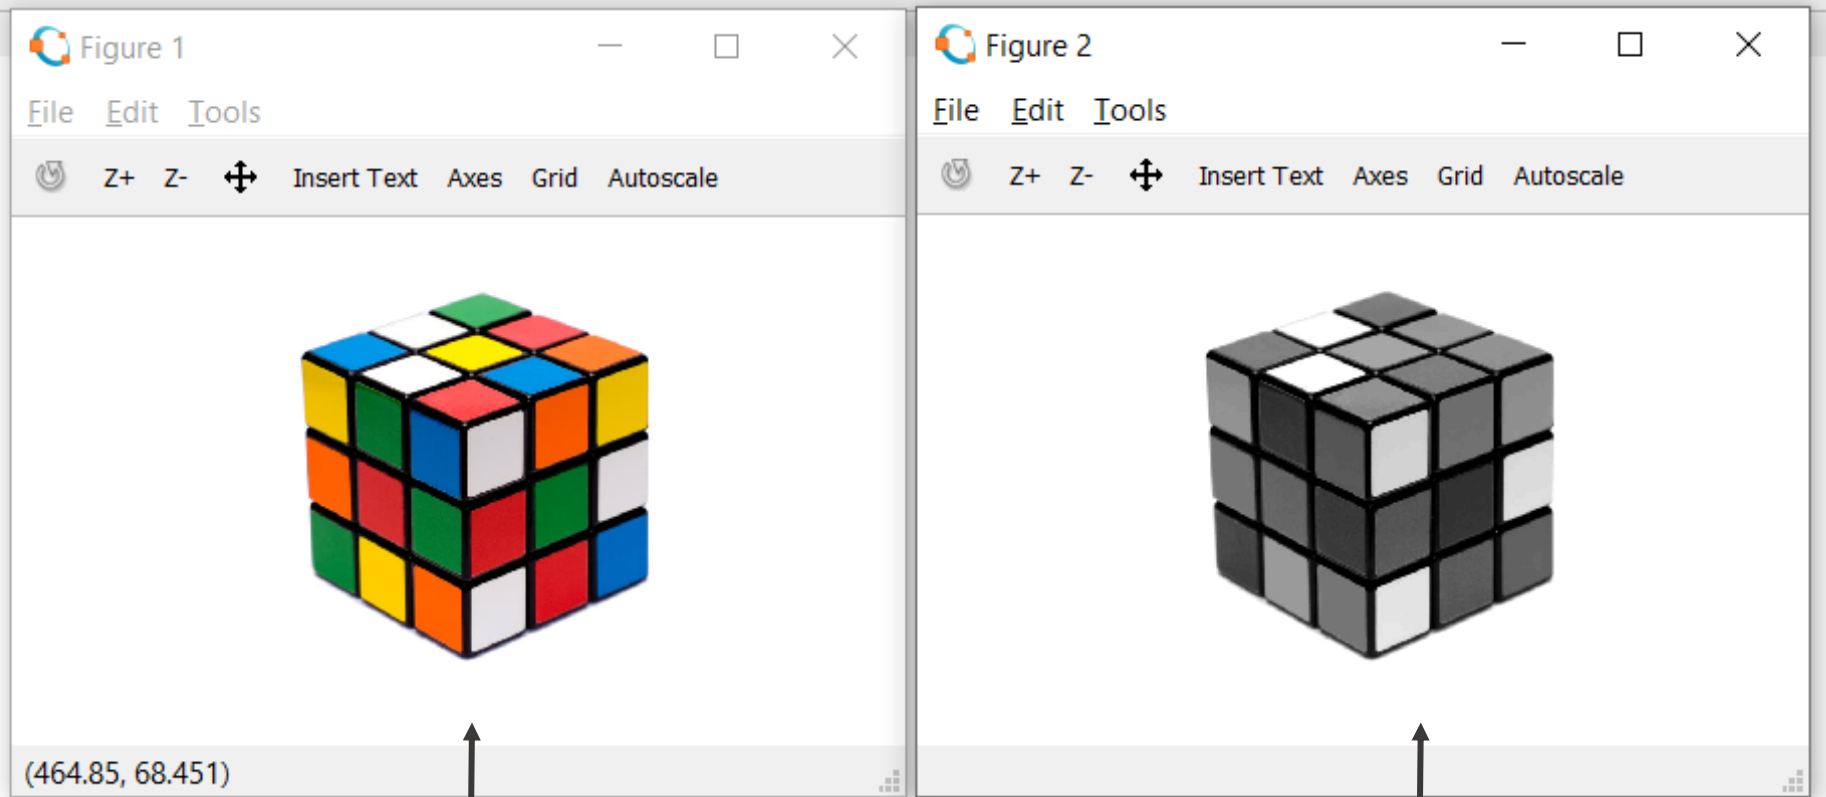 Figure 1
File Edit Tools
Z+ Z- Insert Text Axes Grid Autoscale
(464.85, 68.451)
Figure 2
File Edit Tools
Z+ Z- Insert Text Axes Grid Autoscale